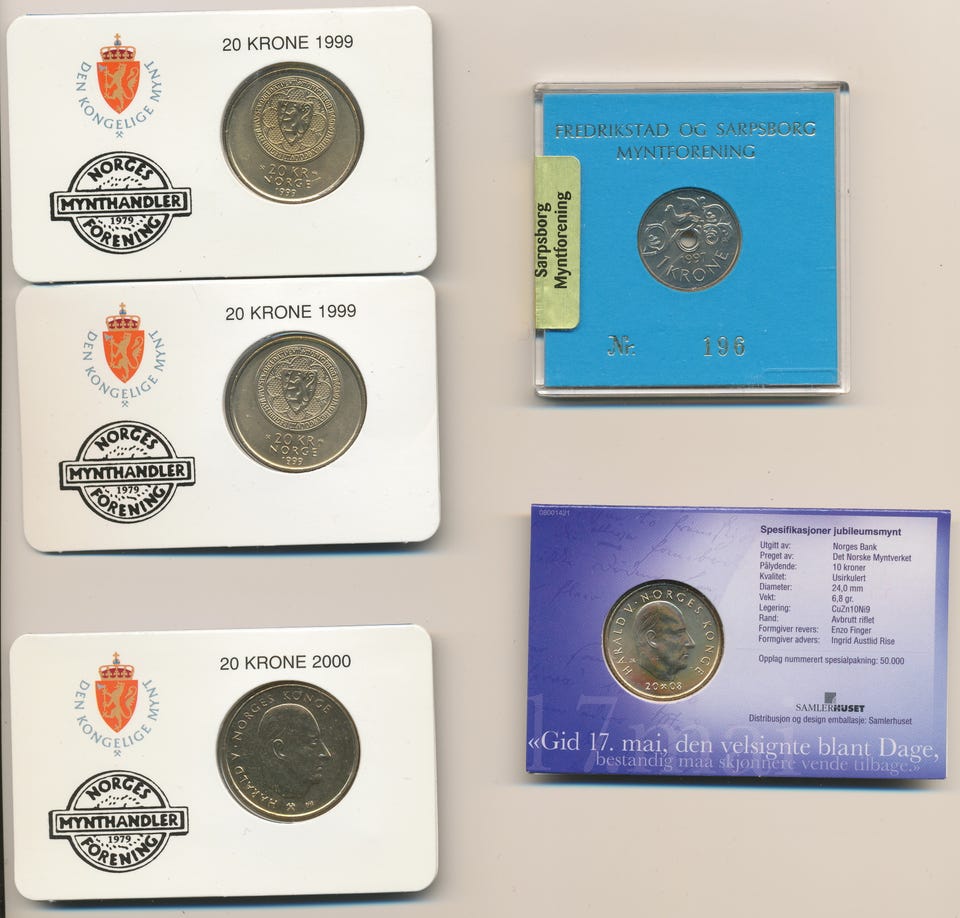 20 KRONE 1999
DEN KONGELIGE MYNT
NORGES
MYNTHANDLER
1979
FORENING
20 KR
NORGE
1999
20 KRONE 1999
DEN KONGELIGE MYNT
NORGES
MYNTHANDLER
1979
FORENING
20 KR
NORGE
1999
20 KRONE 2000
DEN KONGELIGE MYNT
NORGES
MYNTHANDLER
1979
FORENING
HARALD V · NORGES KONGE
FREDRIKSTAD OG SARPSBORG
MYNTFORENING
Sarpsborg
Myntforening
1997
1 KRONE
Nr. 196
08001421
Spesifikasjoner jubileumsmynt
Utgitt av: Norges Bank
Preget av: Det Norske Myntverket
Pålydende: 10 kroner
Kvalitet: Usirkulert
Diameter: 24,0 mm
Vekt: 6,8 gr.
Legering: CuZn10Ni9
Rand: Avbrutt riflet
Formgiver revers: Enzo Finger
Formgiver advers: Ingrid Austlid Rise
Opplag nummerert spesialpakning: 50.000
HARALD V · NORGES KONGE
20 08
SAMLERHUSET
Distribusjon og design emballasje: Samlerhuset
17 mai
«Gid 17. mai, den velsignte blant Dage,
bestandig maa skjønnere vende tilbage.»